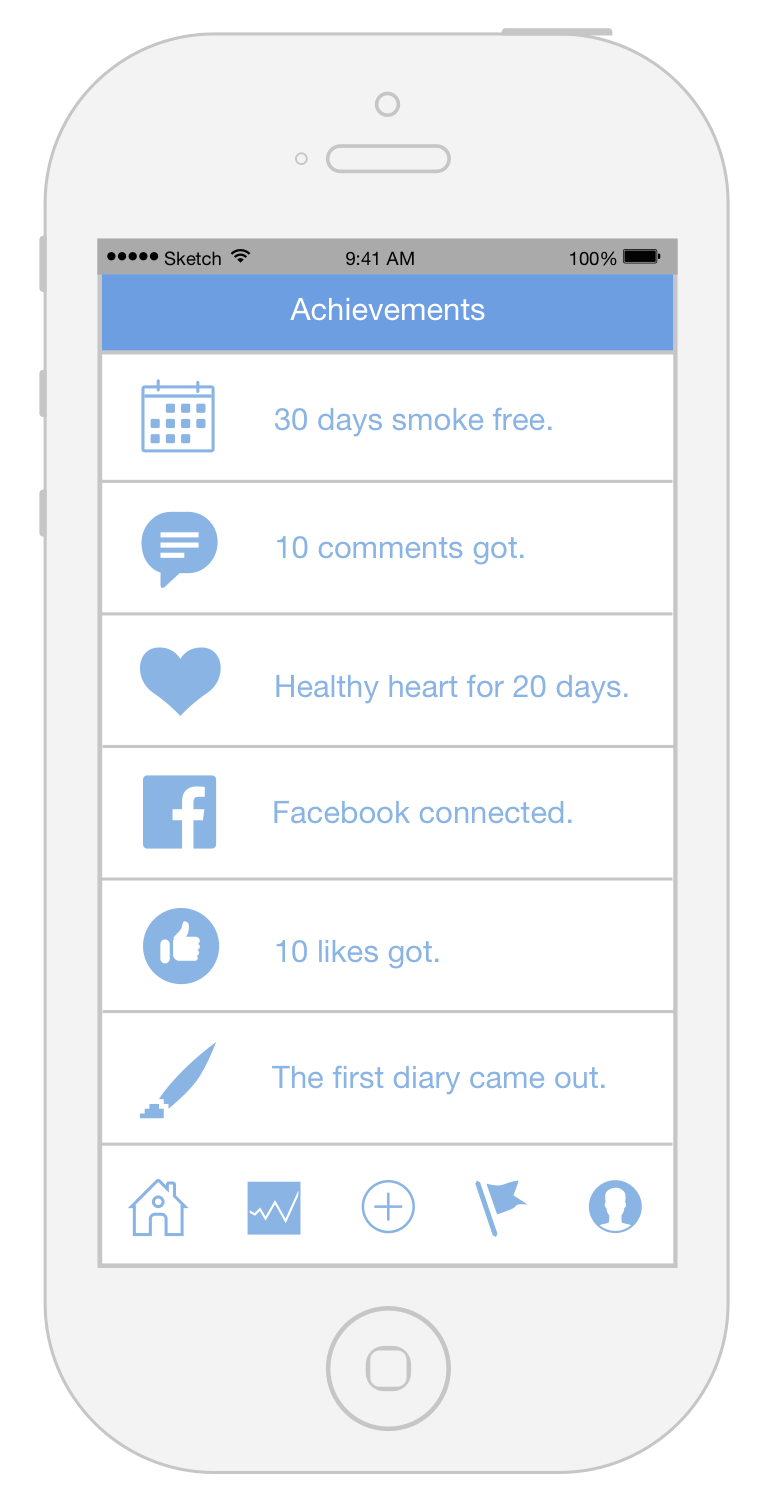 Sketch 9:41 AM 100%
Achievements
30 days smoke free.
10 comments got.
Healthy heart for 20 days.
Facebook connected.
10 likes got.
The first diary came out.